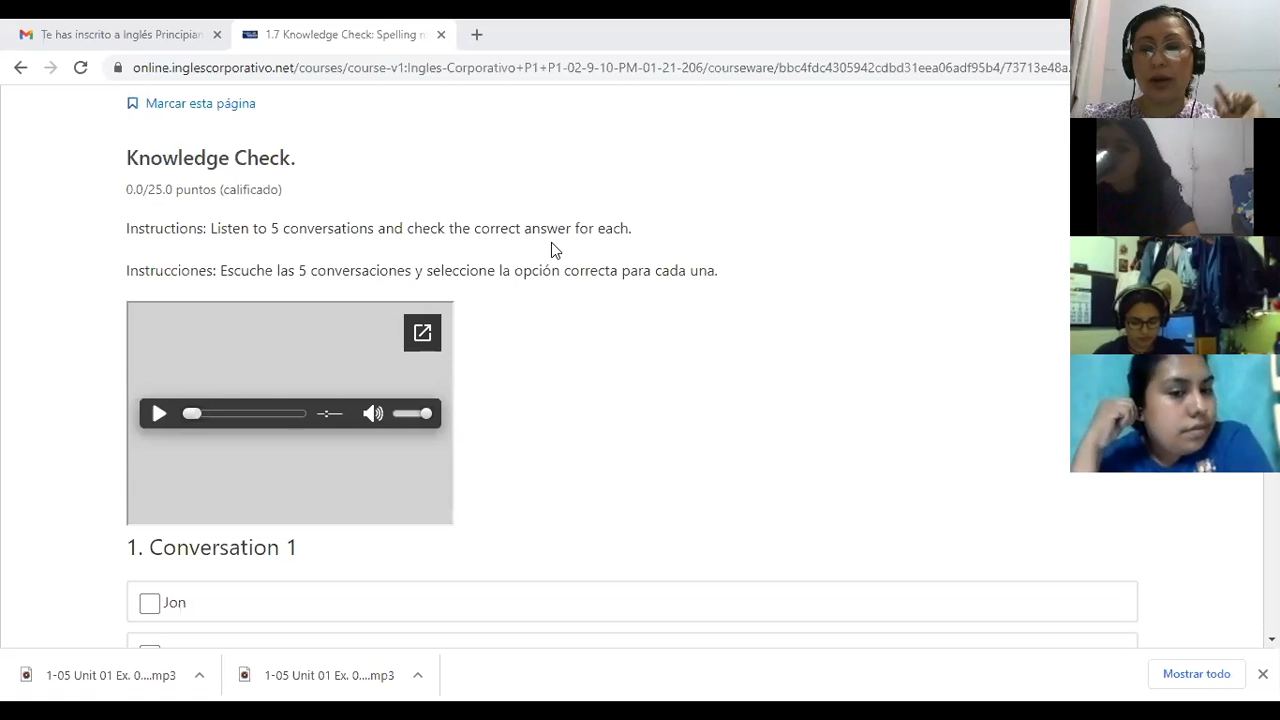 Te has inscrito a Inglés Principian
1.7 Knowledge Check: Spelling n
online.inglescorporativo.net/courses/course-v1:Ingles-Corporativo+P1+P1-02-9-10-PM-01-21-206/courseware/bbc4fdc4305942cdbd31eea06adf95b4/73713e48a.
Marcar esta página
Knowledge Check.
0.0/25.0 puntos (calificado)
Instructions: Listen to 5 conversations and check the correct answer for each.
Instrucciones: Escuche las 5 conversaciones y seleccione la opción correcta para cada una.
1. Conversation 1
Jon
1-05 Unit 01 Ex. 0....mp3
1-05 Unit 01 Ex. 0....mp3
Mostrar todo